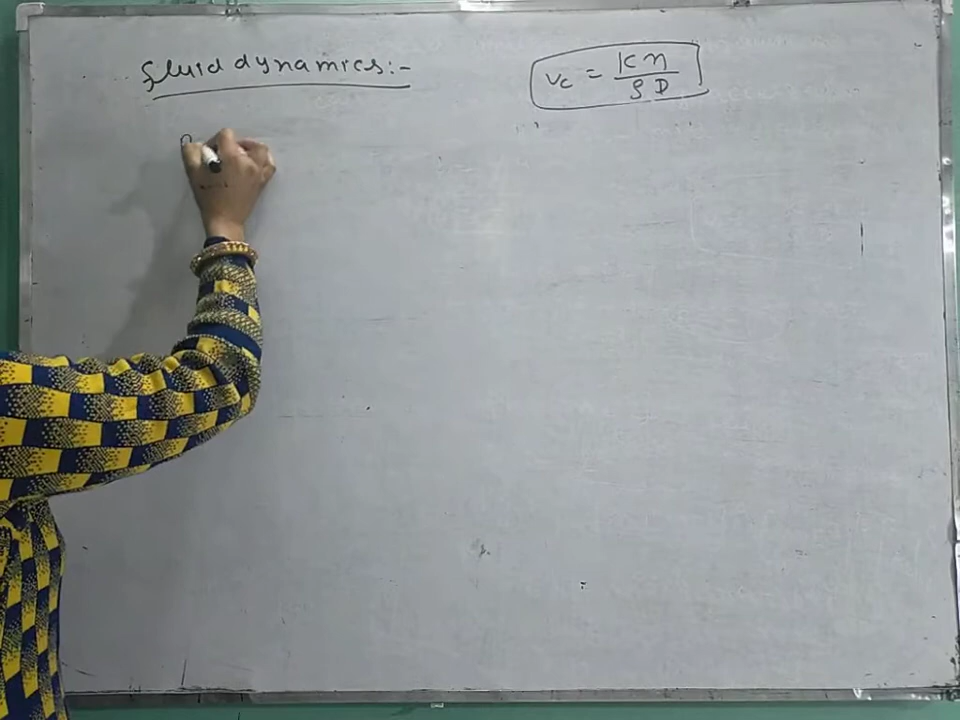 fluid dynamics:-
vc = Kη / ρD